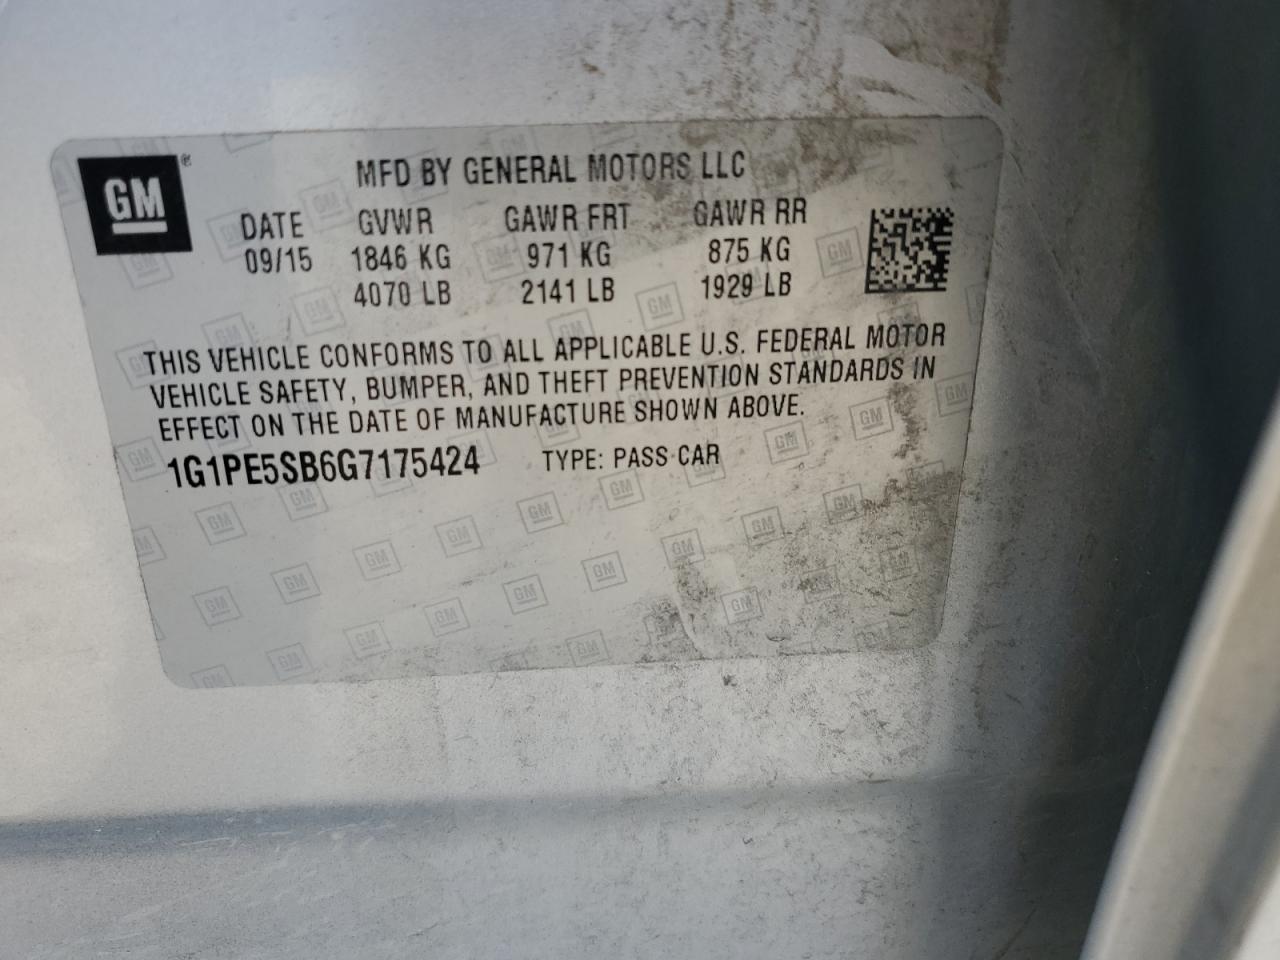 GM®
MFD BY GENERAL MOTORS LLC
DATE GVWR GAWR FRT GAWR RR
09/15 1846 KG 971 KG 875 KG
4070 LB 2141 LB 1929 LB
THIS VEHICLE CONFORMS TO ALL APPLICABLE U.S. FEDERAL MOTOR
VEHICLE SAFETY, BUMPER, AND THEFT PREVENTION STANDARDS IN
EFFECT ON THE DATE OF MANUFACTURE SHOWN ABOVE.
1G1PE5SB6G7175424 TYPE: PASS CAR